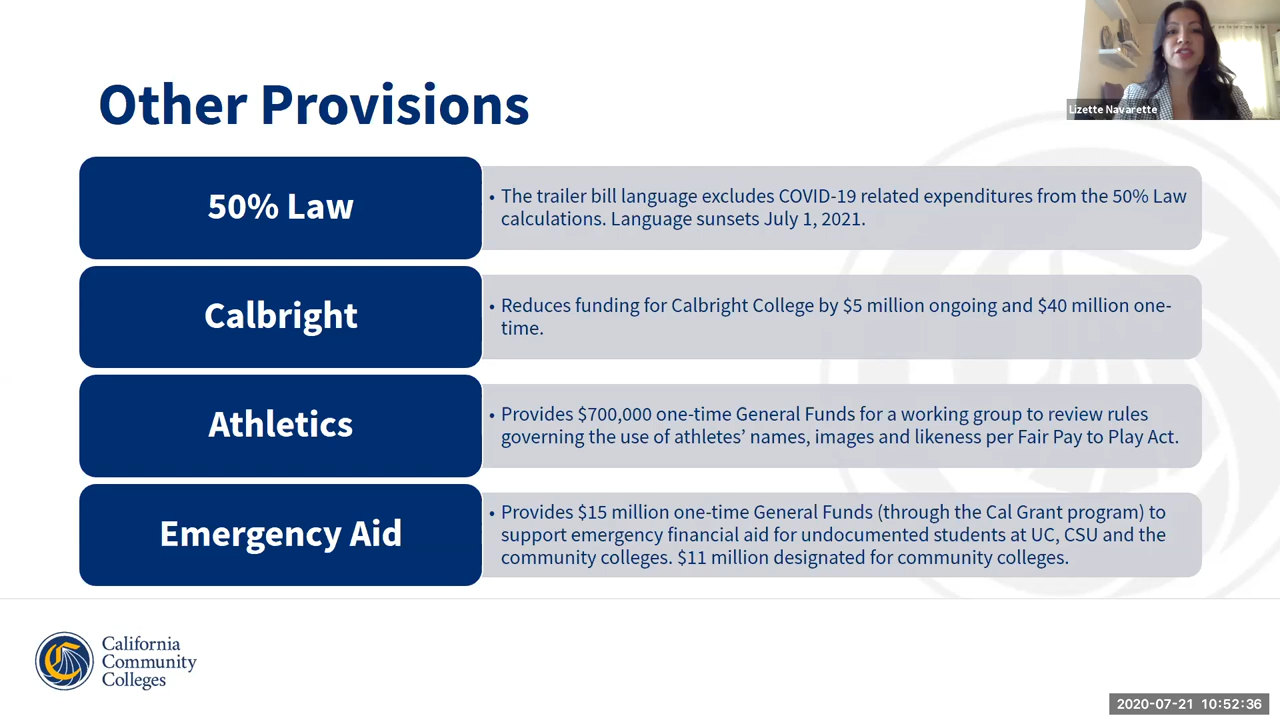 Other Provisions
Lizette Navarette
50% Law
• The trailer bill language excludes COVID-19 related expenditures from the 50% Law
calculations. Language sunsets July 1, 2021.
Calbright
• Reduces funding for Calbright College by $5 million ongoing and $40 million one-
time.
Athletics
• Provides $700,000 one-time General Funds for a working group to review rules
governing the use of athletes’ names, images and likeness per Fair Pay to Play Act.
Emergency Aid
• Provides $15 million one-time General Funds (through the Cal Grant program) to
support emergency financial aid for undocumented students at UC, CSU and the
community colleges. $11 million designated for community colleges.
California
Community
Colleges
2020-07-21 10:52:36